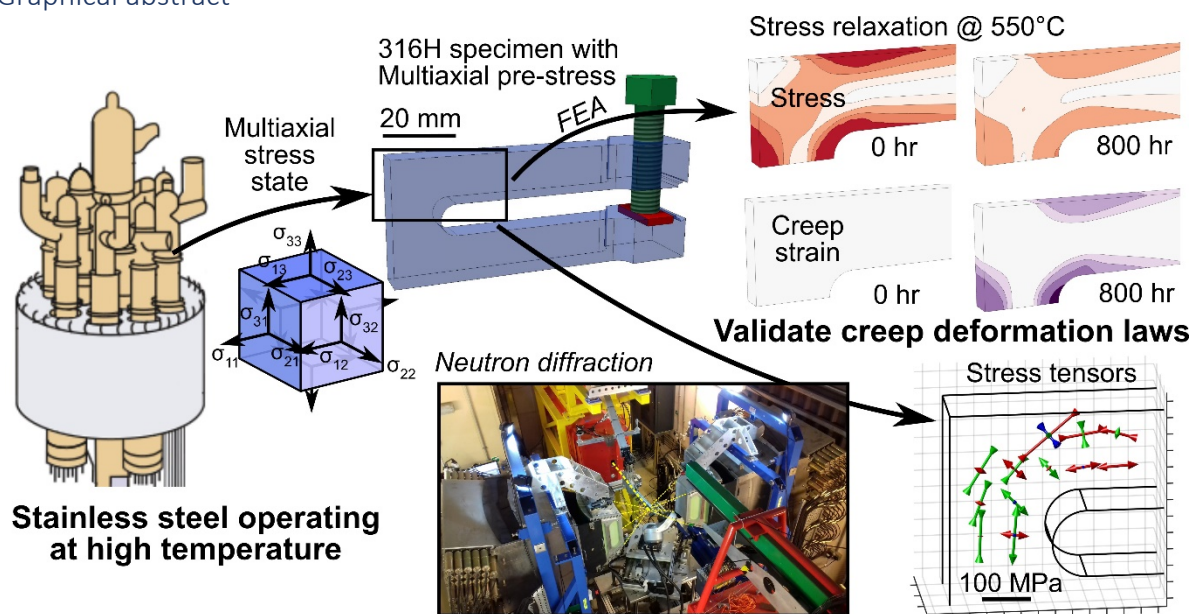 Graphical abstract
316H specimen with
Multiaxial pre-stress
20 mm
FEA
Stress relaxation @ 550°C
Stress
0 hr
800 hr
Creep
strain
0 hr
800 hr
Validate creep deformation laws
Multiaxial
stress
state
σ33
σ13
σ23
σ31
σ32
σ11
σ21
σ12
σ22
Neutron diffraction
Stress tensors
100 MPa
Stainless steel operating
at high temperature